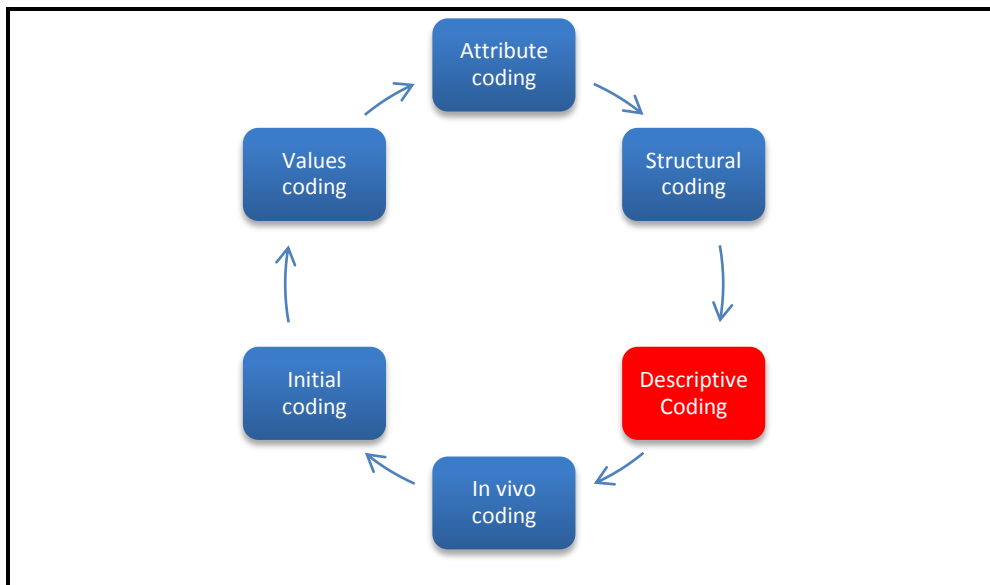 Attribute
coding
Structural
coding
Descriptive
Coding
In vivo
coding
Initial
coding
Values
coding